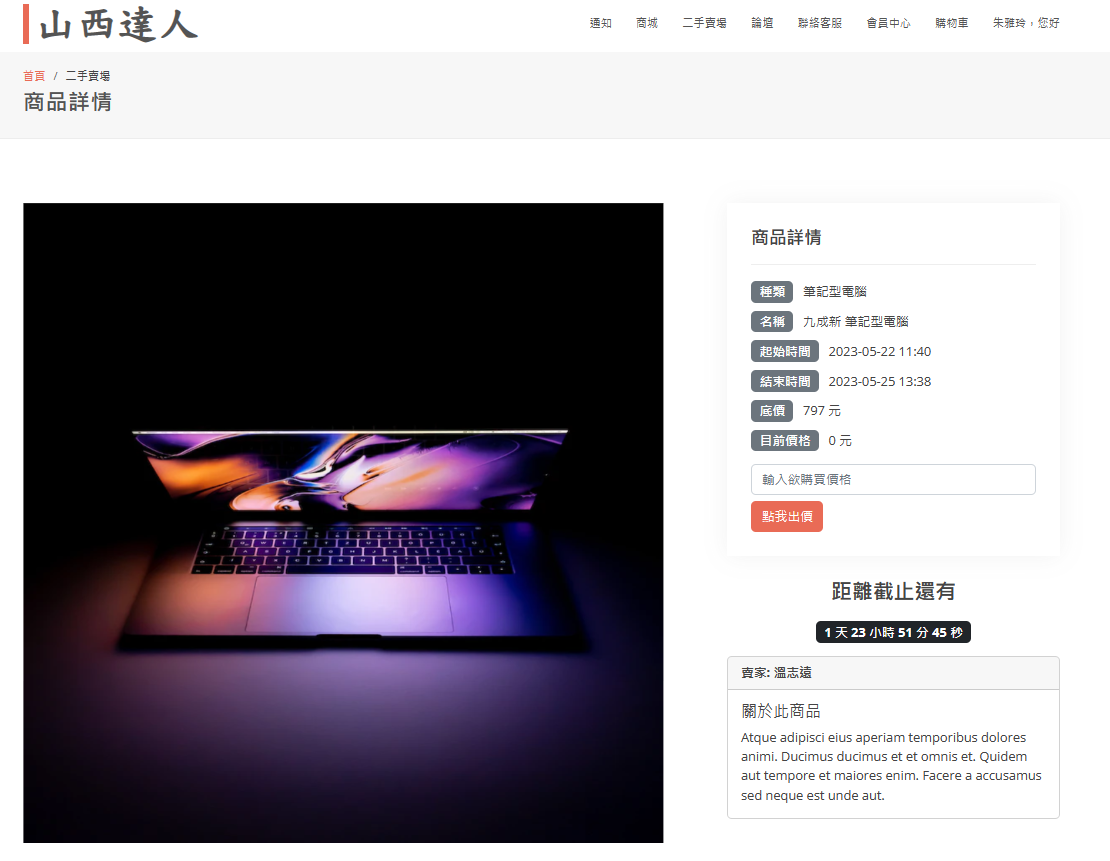 山西達人
通知 商城 二手賣場 論壇 聯絡客服 會員中心 購物車 朱雅玲，您好
首頁 / 二手賣場
商品詳情
商品詳情
種類 筆記型電腦
名稱 九成新 筆記型電腦
起始時間 2023-05-22 11:40
結束時間 2023-05-25 13:38
底價 797 元
目前價格 0 元
輸入欲購買價格
點我出價
距離截止還有
1 天 23 小時 51 分 45 秒
賣家: 溫志遠
關於此商品
Atque adipisci eius aperiam temporibus dolores
animi. Ducimus ducimus et et omnis et. Quidem
aut tempore et maiores enim. Facere a accusamus
sed neque est unde aut.